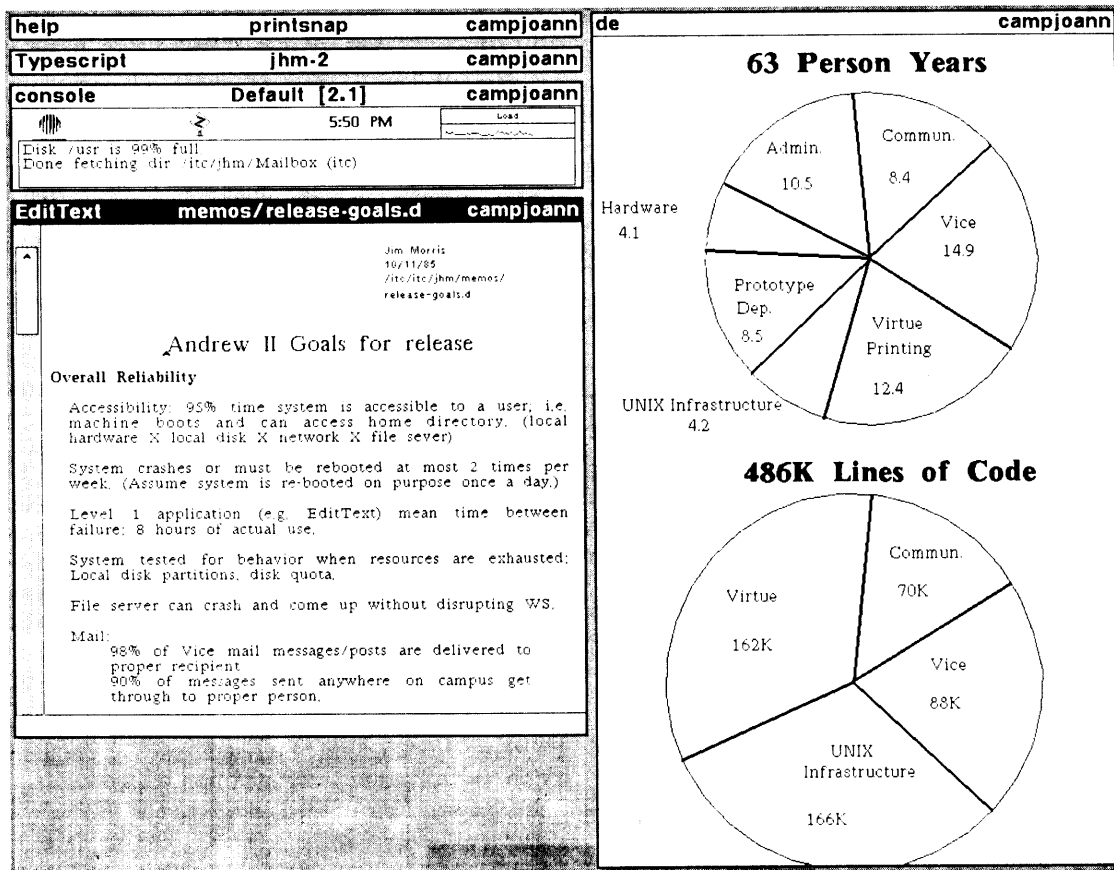 help printsnap campjoann
Typescript jhm-2 campjoann
console Default [2.1] campjoann
5:50 PM
Load
Disk /usr is 99% full
Done fetching dir /itc/jhm/Mailbox (itc)
EditText memos/release-goals.d campjoann
Jim Morris
10/11/85
/itc/itc/jhm/memos/
release-goals.d
Andrew II Goals for release
Overall Reliability
Accessibility: 95% time system is accessible to a user; i.e.
machine boots and can access home directory. (local
hardware X local disk X network X file sever)
System crashes or must be rebooted at most 2 times per
week. (Assume system is re-booted on purpose once a day.)
Level 1 application (e.g. EditText) mean time between
failure: 8 hours of actual use.
System tested for behavior when resources are exhausted:
Local disk partitions, disk quota.
File server can crash and come up without disrupting WS.
Mail:
98% of Vice mail messages/posts are delivered to
proper recipient
90% of messages sent anywhere on campus get
through to proper person.
de campjoann
63 Person Years
Admin.
10.5
Commun.
8.4
Hardware
4.1
Vice
14.9
Prototype
Dep.
8.5
Virtue
Printing
12.4
UNIX Infrastructure
4.2
486K Lines of Code
Commun.
70K
Virtue
162K
Vice
88K
UNIX
Infrastructure
166K